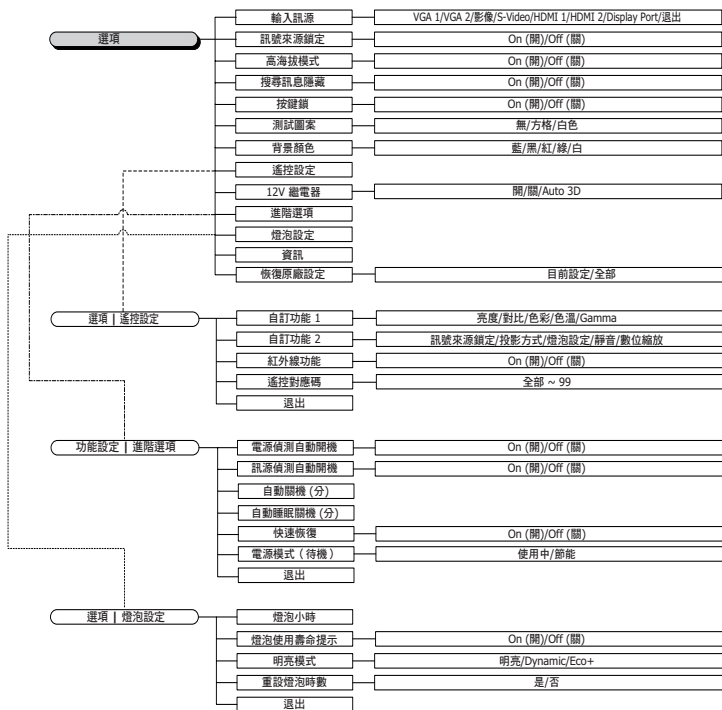 輸入訊源 VGA 1/VGA 2/影像/S-Video/HDMI 1/HDMI 2/Display Port/退出
選項 訊號來源鎖定 On (開)/Off (關)
高海拔模式 On (開)/Off (關)
搜尋訊息隱藏 On (開)/Off (關)
按鍵鎖 On (開)/Off (關)
測試圖案 無/方格/白色
背景顏色 藍/黑/紅/綠/白
遙控設定
12V 繼電器 開/關/Auto 3D
進階選項
燈泡設定
資訊
恢復原廠設定 目前設定/全部
選項 | 遙控設定 自訂功能 1 亮度/對比/色彩/色溫/Gamma
自訂功能 2 訊號來源鎖定/投影方式/燈泡設定/靜音/數位縮放
紅外線功能 On (開)/Off (關)
遙控對應碼 全部 ~ 99
退出
功能設定 | 進階選項 電源偵測自動開機 On (開)/Off (關)
訊源偵測自動開機 On (開)/Off (關)
自動關機 (分)
自動睡眠關機 (分)
快速恢復 On (開)/Off (關)
電源模式（待機） 使用中/節能
退出
選項 | 燈泡設定 燈泡小時
燈泡使用壽命提示 On (開)/Off (關)
明亮模式 明亮/Dynamic/Eco+
重設燈泡時數 是/否
退出